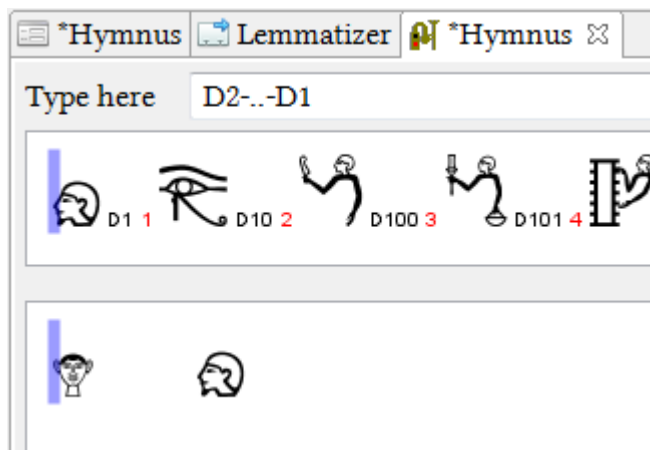 *Hymnus Lemmatizer *Hymnus
Type here D2-..-D1
D1 1 D10 2 D100 3 D101 4